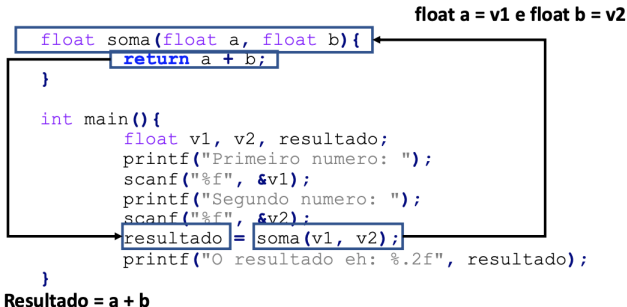 float a = v1 e float b = v2
float soma(float a, float b){
return a + b;
}
int main(){
float v1, v2, resultado;
printf("Primeiro numero: ");
scanf("%f", &v1);
printf("Segundo numero: ");
scanf("%f", &v2);
resultado = soma(v1, v2);
printf("O resultado eh: %.2f", resultado);
}
Resultado = a + b